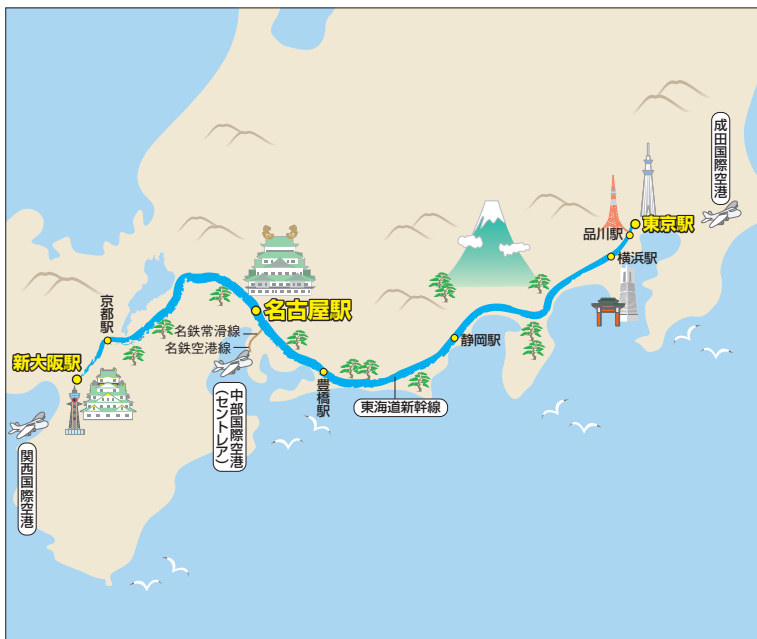 成田国際空港
東京駅
品川駅
横浜駅
静岡駅
東海道新幹線
豊橋駅
名古屋駅
名鉄常滑線
名鉄空港線
中部国際空港
(セントレア)
京都駅
新大阪駅
関西国際空港